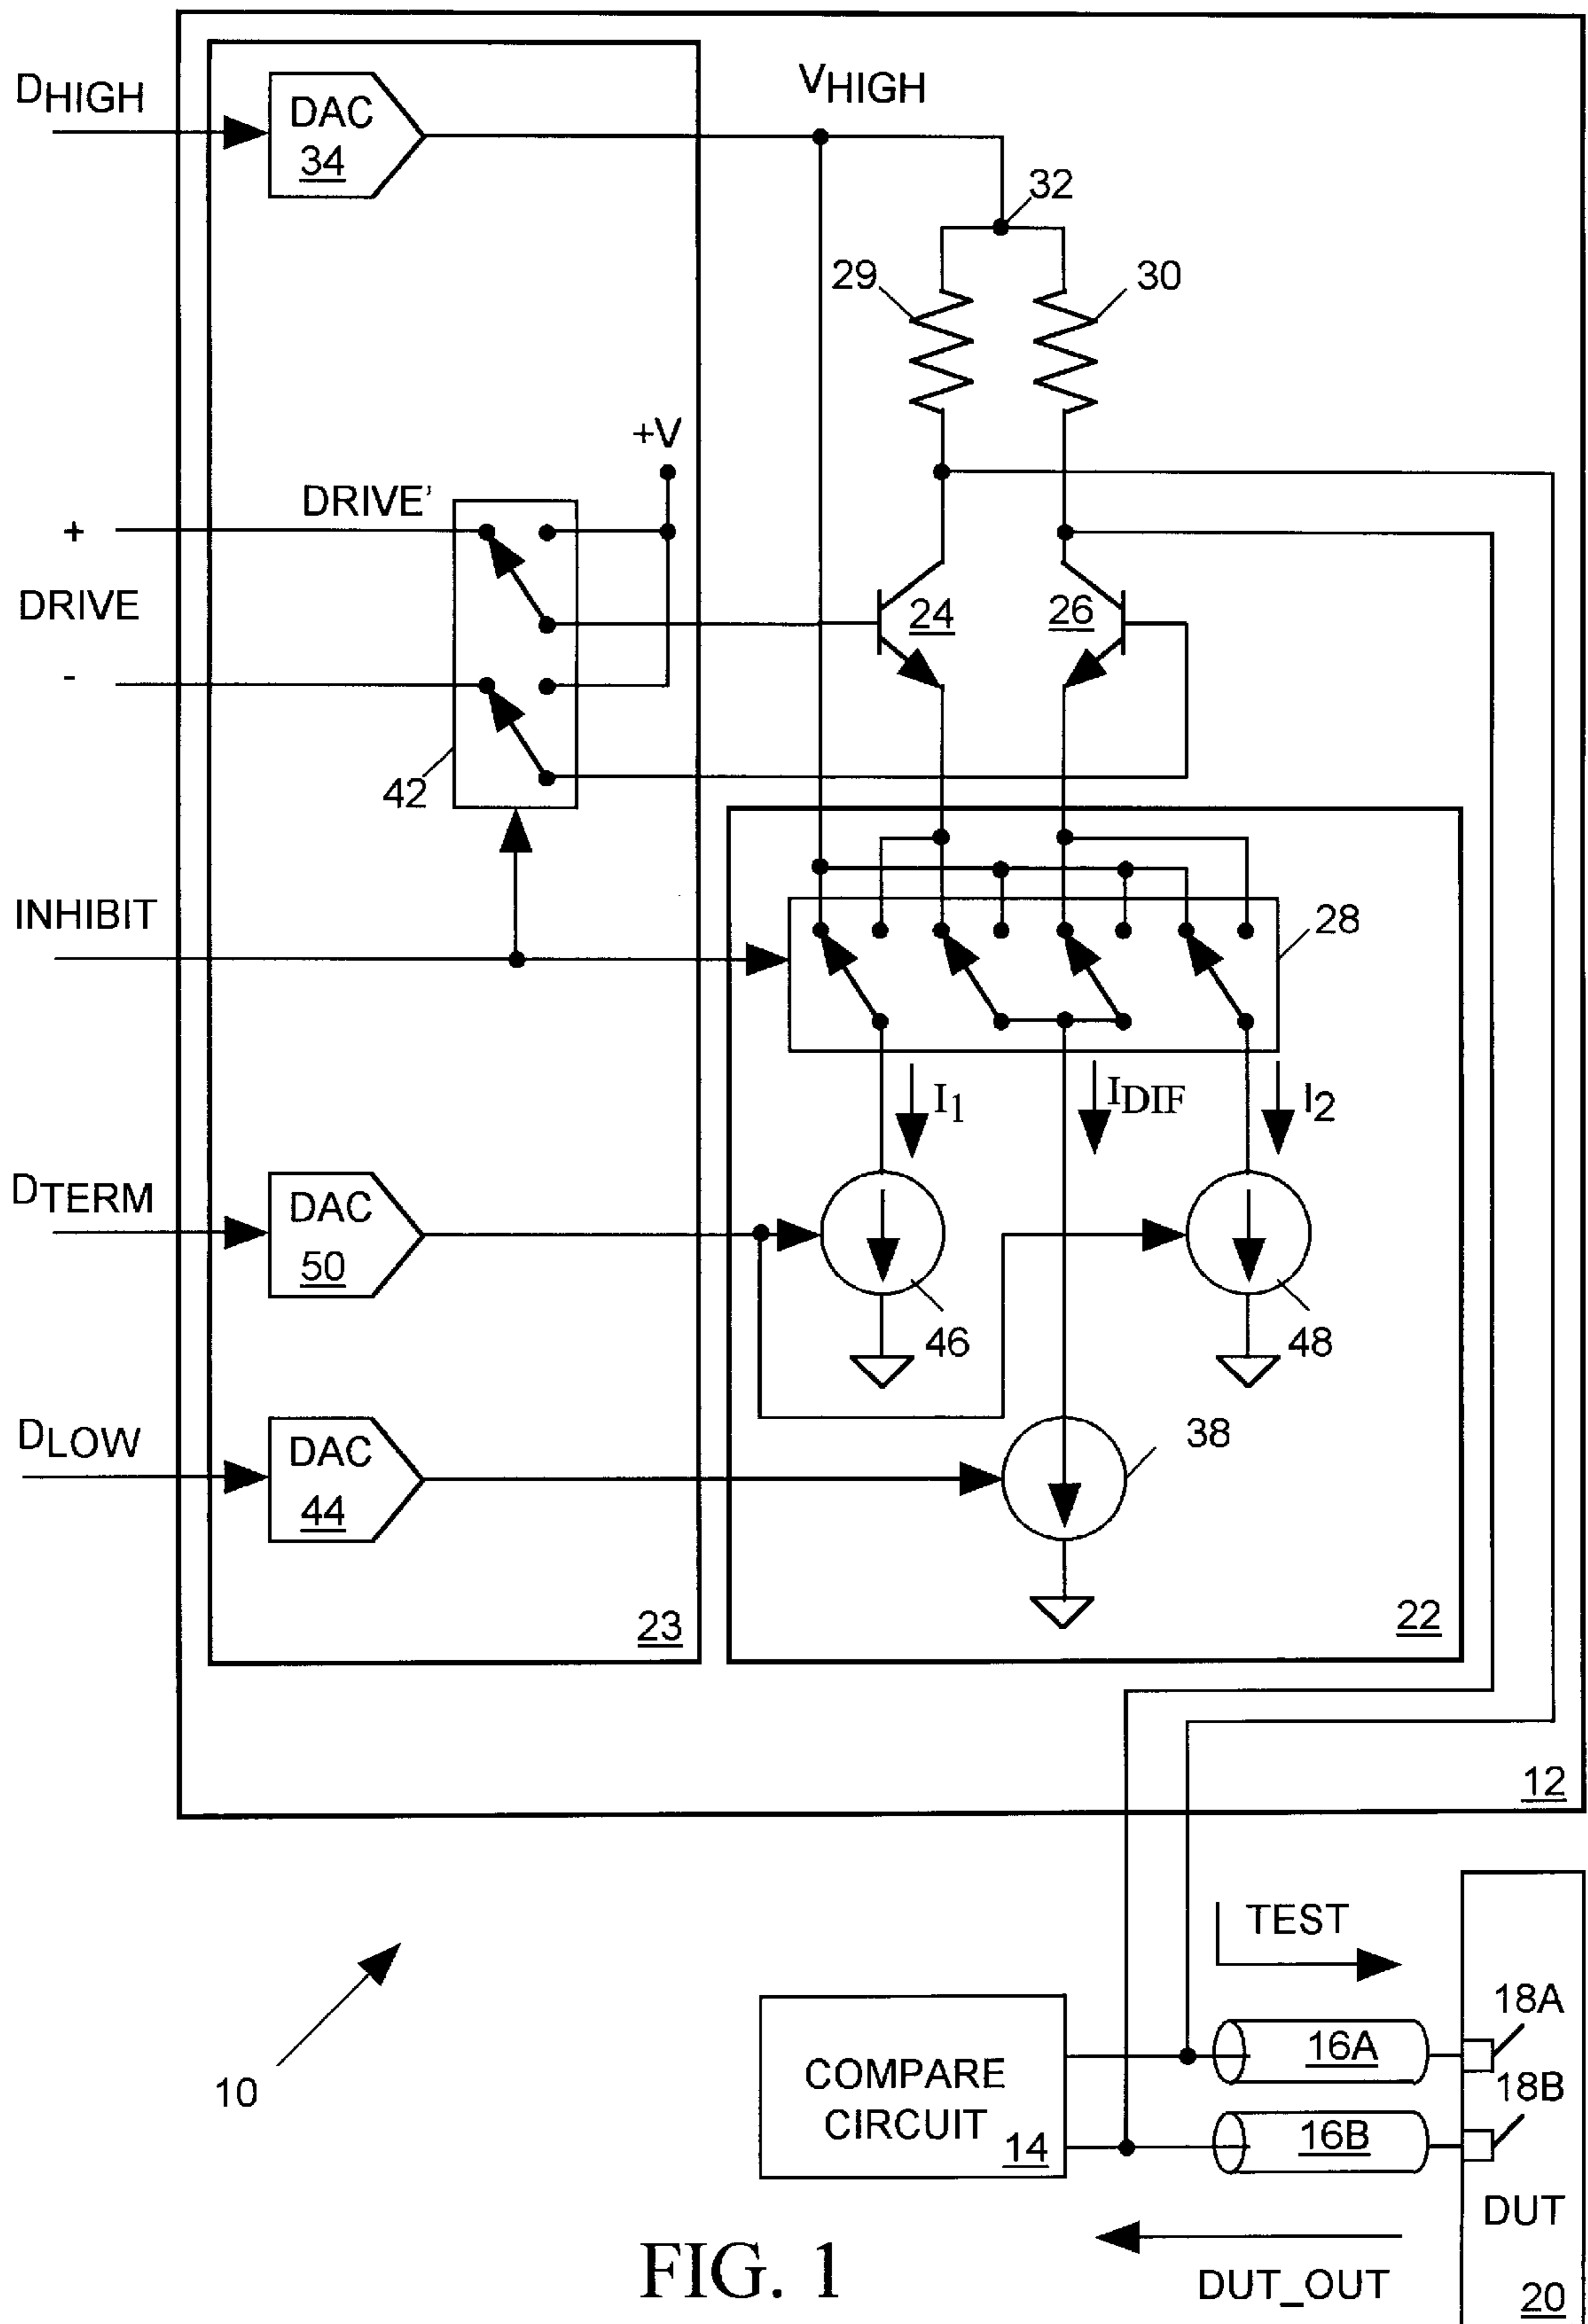 DHIGH
DAC
34
VHIGH
32
29
30
+V
DRIVE'
+
DRIVE
-
24
26
42
INHIBIT
28
I1
IDIF
I2
DTERM
DAC
50
46
48
DLOW
DAC
44
38
23
22
12
TEST
18A
16A
18B
COMPARE
CIRCUIT
14
16B
10
DUT
DUT_OUT
20
FIG. 1